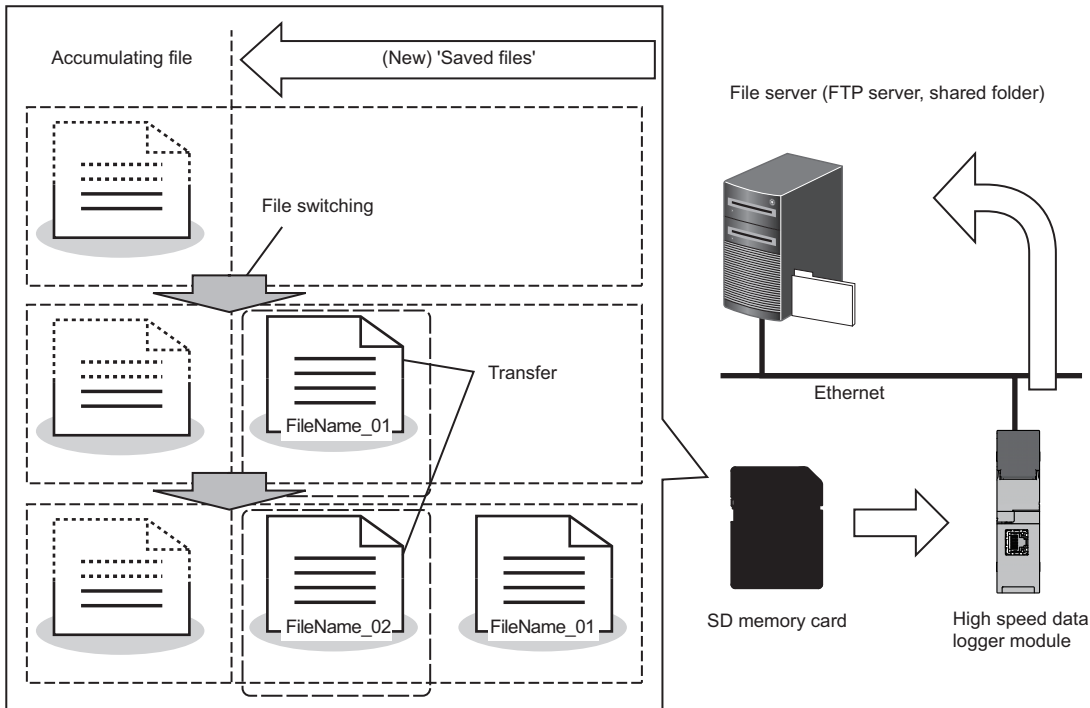 Accumulating file
(New) 'Saved files'
File switching
Transfer
FileName_01
FileName_02
FileName_01
File server (FTP server, shared folder)
Ethernet
SD memory card
High speed data
logger module